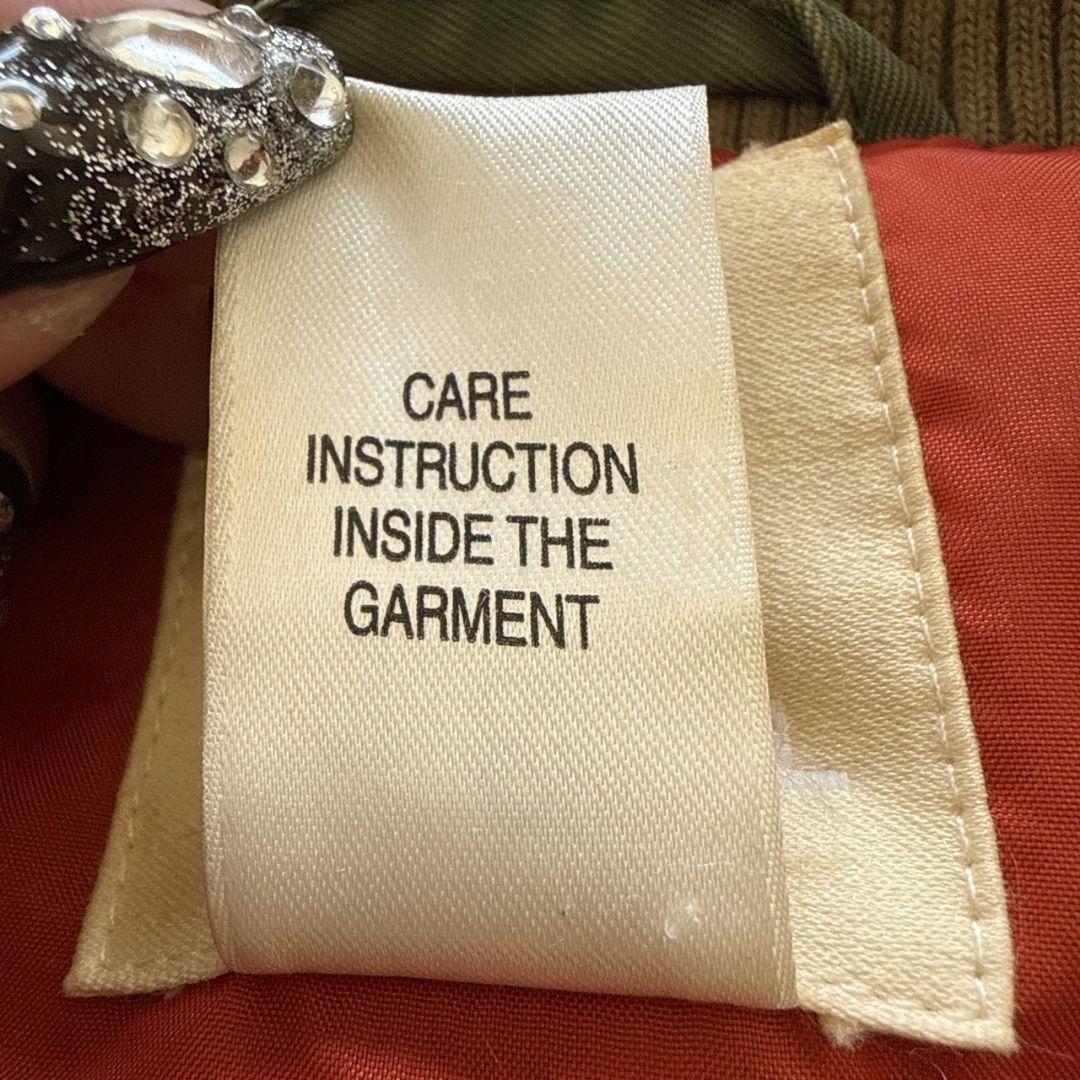 CARE
INSTRUCTION
INSIDE THE
GARMENT